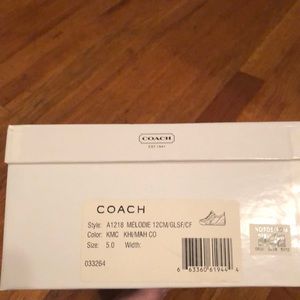 COACH
EST. 1941
COACH
Style: A1218 MELODIE 12CM/GLSF/CF
Color: KMC KHI/MAH CO
Size: 5.0 Width:
033264
6 63360 61944 4